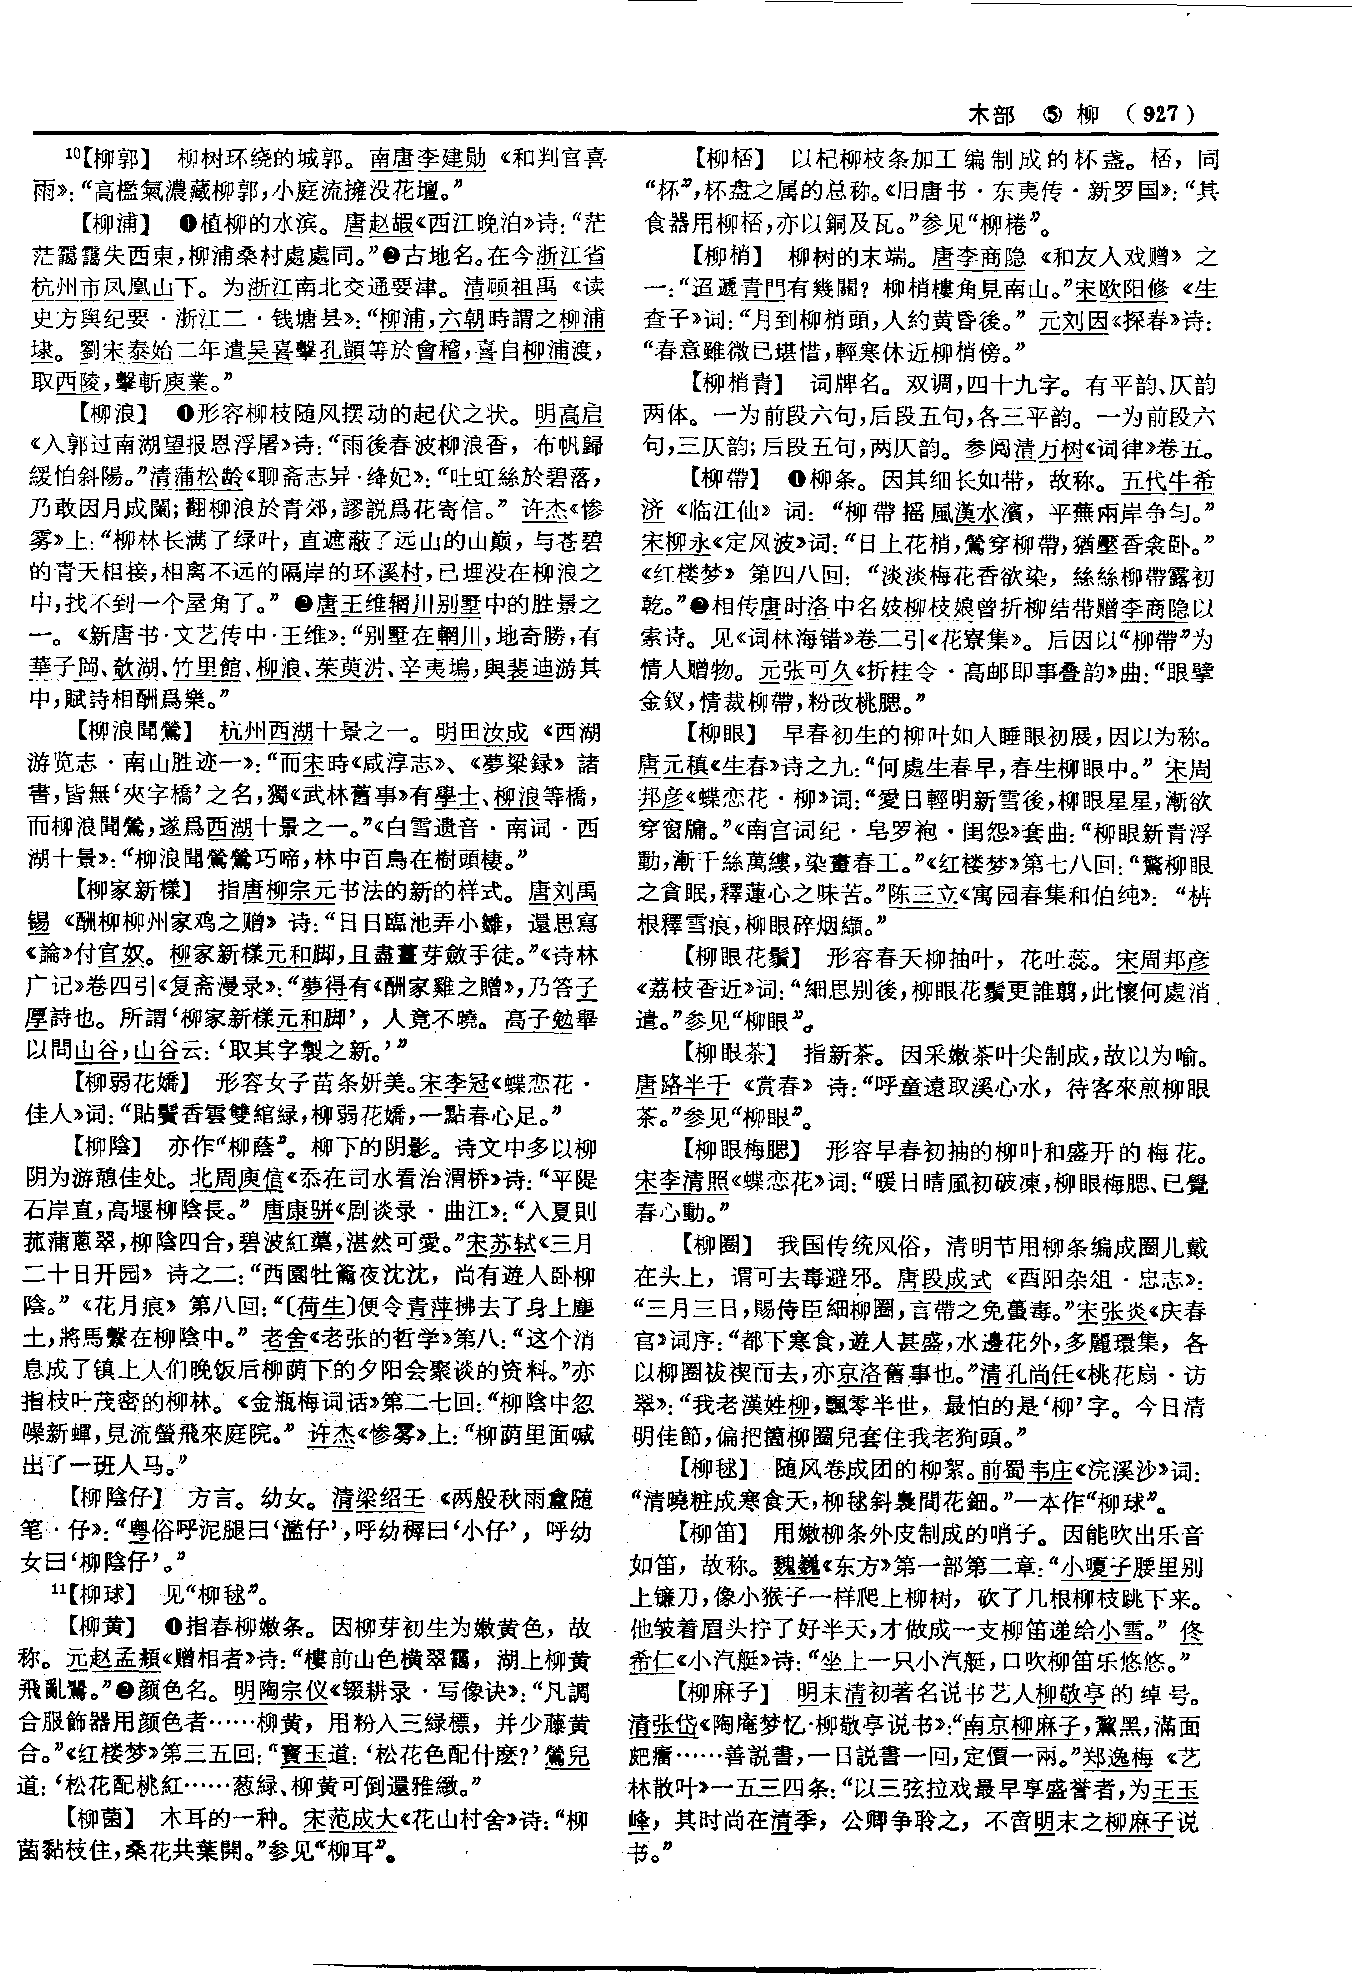 木部 ⑤ 柳 (927)
10【柳郭】 柳树环绕的城郭。南唐李建勋《和判官喜
雨》：“高檻氣濃藏柳郭，小庭流擁没花壇。”
【柳浦】 ❶植柳的水滨。唐赵嘏《西江晚泊》诗：“茫
茫靄靄失西東，柳浦桑村處處同。”❷古地名。在今浙江省
杭州市凤凰山下。为浙江南北交通要津。清顾祖禹《读
史方舆纪要·浙江二·钱塘县》：“柳浦，六朝時謂之柳浦
埭。劉宋泰始二年遣吴喜擊孔顗等於會稽，喜自柳浦渡，
取西陵，擊斬庾業。”
【柳浪】 ❶形容柳枝随风摆动的起伏之状。明高启
《入郭过南湖望报恩浮屠》诗：“雨後春波柳浪香，布帆歸
緩怕斜陽。”清蒲松龄《聊斋志异·绛妃》：“吐虹絲於碧落，
乃敢因月成闌；翻柳浪於青郊，謬説爲花寄信。”许杰《惨
雾》上：“柳林长满了绿叶，直遮蔽了远山的山巅，与苍碧
的青天相接，相离不远的隔岸的环溪村，已埋没在柳浪之
中，找不到一个屋角了。”❷唐王维辋川别墅中的胜景之
一。《新唐书·文艺传中·王维》：“别墅在輞川，地奇勝，有
華子岡、欹湖、竹里館、柳浪、茱萸沜、辛夷塢，與裴迪游其
中，賦詩相酬爲樂。”
【柳浪聞鶯】 杭州西湖十景之一。明田汝成《西湖
游览志·南山胜迹一》：“而宋時《咸淳志》、《夢粱録》諸
書，皆無‘夾字橋’之名，獨《武林舊事》有學士、柳浪等橋，
而柳浪聞鶯，遂爲西湖十景之一。”《白雪遗音·南词·西
湖十景》：“柳浪聞鶯鶯巧啼，林中百鳥在樹頭棲。”
【柳家新樣】 指唐柳宗元书法的新的样式。唐刘禹
锡《酬柳柳州家鸡之赠》诗：“日日臨池弄小雛，還思寫
《論》付官奴。柳家新樣元和脚，且盡薑芽斂手徒。”《诗林
广记》卷四引《复斋漫录》：“夢得有《酬家雞之贈》，乃答子
厚詩也。所謂‘柳家新樣元和脚’，人竟不曉。高子勉舉
以問山谷，山谷云：‘取其字製之新。’”
【柳弱花嬌】 形容女子苗条妍美。宋李冠《蝶恋花·
佳人》词：“貼鬢香雲雙綰緑，柳弱花嬌，一點春心足。”
【柳陰】 亦作“柳蔭”。柳下的阴影。诗文中多以柳
阴为游憩佳处。北周庾信《忝在司水看治渭桥》诗：“平隄
石岸直，高堰柳陰長。”唐康骈《剧谈录·曲江》：“入夏則
菰蒲蔥翠，柳陰四合，碧波紅蕖，湛然可愛。”宋苏轼《三月
二十日开园》诗之二：“西園牡籥夜沈沈，尚有遊人卧柳
陰。”《花月痕》第八回：“〔荷生〕便令青萍拂去了身上塵
土，將馬繫在柳陰中。”老舍《老张的哲学》第八：“这个消
息成了镇上人们晚饭后柳荫下的夕阳会聚谈的资料。”亦
指枝叶茂密的柳林。《金瓶梅词话》第二七回：“柳陰中忽
噪新蟬，見流螢飛來庭院。”许杰《惨雾》上：“柳荫里面喊
出了一班人马。”
【柳陰仔】 方言。幼女。清梁绍壬《两般秋雨盦随
笔·仔》：“粤俗呼泥腿曰‘濫仔’，呼幼稺曰‘小仔’，呼幼
女曰‘柳陰仔’。”
11【柳球】 见“柳毬”。
【柳黄】 ❶指春柳嫩条。因柳芽初生为嫩黄色，故
称。元赵孟頫《赠相者》诗：“樓前山色横翠靄，湖上柳黄
飛亂鶯。”❷颜色名。明陶宗仪《辍耕录·写像诀》：“凡調
合服飾器用颜色者……柳黄，用粉入三緑標，并少藤黄
合。”《红楼梦》第三五回：“寶玉道：‘松花色配什麽？’鶯兒
道：‘松花配桃紅……葱緑、柳黄可倒還雅緻。”
【柳菌】 木耳的一种。宋范成大《花山村舍》诗：“柳
菌黏枝住，桑花共葉開。”参见“柳耳”。
【柳桮】 以杞柳枝条加工编制成的杯盏。桮，同
“杯”，杯盘之属的总称。《旧唐书·东夷传·新罗国》：“其
食器用柳桮，亦以銅及瓦。”参见“柳棬”。
【柳梢】 柳树的末端。唐李商隐《和友人戏赠》之
一：“迢遞青門有幾關？柳梢樓角見南山。”宋欧阳修《生
查子》词：“月到柳梢頭，人約黄昏後。”元刘因《探春》诗：
“春意雖微已堪惜，輕寒休近柳梢傍。”
【柳梢青】 词牌名。双调，四十九字。有平韵、仄韵
两体。一为前段六句，后段五句，各三平韵。一为前段六
句，三仄韵；后段五句，两仄韵。参阅清万树《词律》卷五。
【柳帶】 ❶柳条。因其细长如带，故称。五代牛希
济《临江仙》词：“柳帶摇風漢水濱，平蕪兩岸争匀。”
宋柳永《定风波》词：“日上花梢，鶯穿柳帶，猶壓香衾卧。”
《红楼梦》第四八回：“淡淡梅花香欲染，絲絲柳帶露初
乾。”❷相传唐时洛中名妓柳枝娘曾折柳结带赠李商隐以
索诗。见《词林海错》卷二引《花寮集》。后因以“柳帶”为
情人赠物。元张可久《折桂令·高邮即事叠韵》曲：“眼擘
金釵，情裁柳帶，粉改桃腮。”
【柳眼】 早春初生的柳叶如人睡眼初展，因以为称。
唐元稹《生春》诗之九：“何處生春早，春生柳眼中。”宋周
邦彦《蝶恋花·柳》词：“愛日輕明新雪後，柳眼星星，漸欲
穿窗牖。”《南宫词纪·皂罗袍·闺怨》套曲：“柳眼新青浮
動，漸千絲萬縷，染畫春工。”《红楼梦》第七八回：“驚柳眼
之貪眠，釋蓮心之味苦。”陈三立《寓园春集和伯纯》：“枿
根釋雪痕，柳眼碎烟纈。”
【柳眼花鬚】 形容春天柳抽叶，花吐蕊。宋周邦彦
《荔枝香近》词：“細思别後，柳眼花鬚更誰翦，此懷何處消
遣。”参见“柳眼”。
【柳眼茶】 指新茶。因采嫩茶叶尖制成，故以为喻。
唐路半千《赏春》诗：“呼童遠取溪心水，待客來煎柳眼
茶。”参见“柳眼”。
【柳眼梅腮】 形容早春初抽的柳叶和盛开的梅花。
宋李清照《蝶恋花》词：“暖日晴風初破凍，柳眼梅腮、已覺
春心動。”
【柳圈】 我国传统风俗，清明节用柳条编成圈儿戴
在头上，谓可去毒避邪。唐段成式《酉阳杂俎·忠志》：
“三月三日，賜侍臣細柳圈，言帶之免蠆毒。”宋张炎《庆春
宫》词序：“都下寒食，遊人甚盛，水邊花外，多麗環集，各
以柳圈祓禊而去，亦京洛舊事也。”清孔尚任《桃花扇·访
翠》：“我老漢姓柳，飄零半世，最怕的是‘柳’字。今日清
明佳節，偏把箇柳圈兒套住我老狗頭。”
【柳毬】 随风卷成团的柳絮。前蜀韦庄《浣溪沙》词：
“清曉粧成寒食天，柳毬斜裊間花鈿。”一本作“柳球”。
【柳笛】 用嫩柳条外皮制成的哨子。因能吹出乐音
如笛，故称。魏巍《东方》第一部第二章：“小嘎子腰里别
上镰刀，像小猴子一样爬上柳树，砍了几根柳枝跳下来。
他皱着眉头拧了好半天，才做成一支柳笛递给小雪。”佟
希仁《小汽艇》诗：“坐上一只小汽艇，口吹柳笛乐悠悠。”
【柳麻子】 明末清初著名说书艺人柳敬亭的绰号。
清张岱《陶庵梦忆·柳敬亭说书》：“南京柳麻子，黧黑，滿面
疤㾽……善説書，一日説書一回，定價一兩。”郑逸梅《艺
林散叶》一五三四条：“以三弦拉戏最早享盛誉者，为王玉
峰，其时尚在清季，公卿争聆之，不啻明末之柳麻子说
书。”